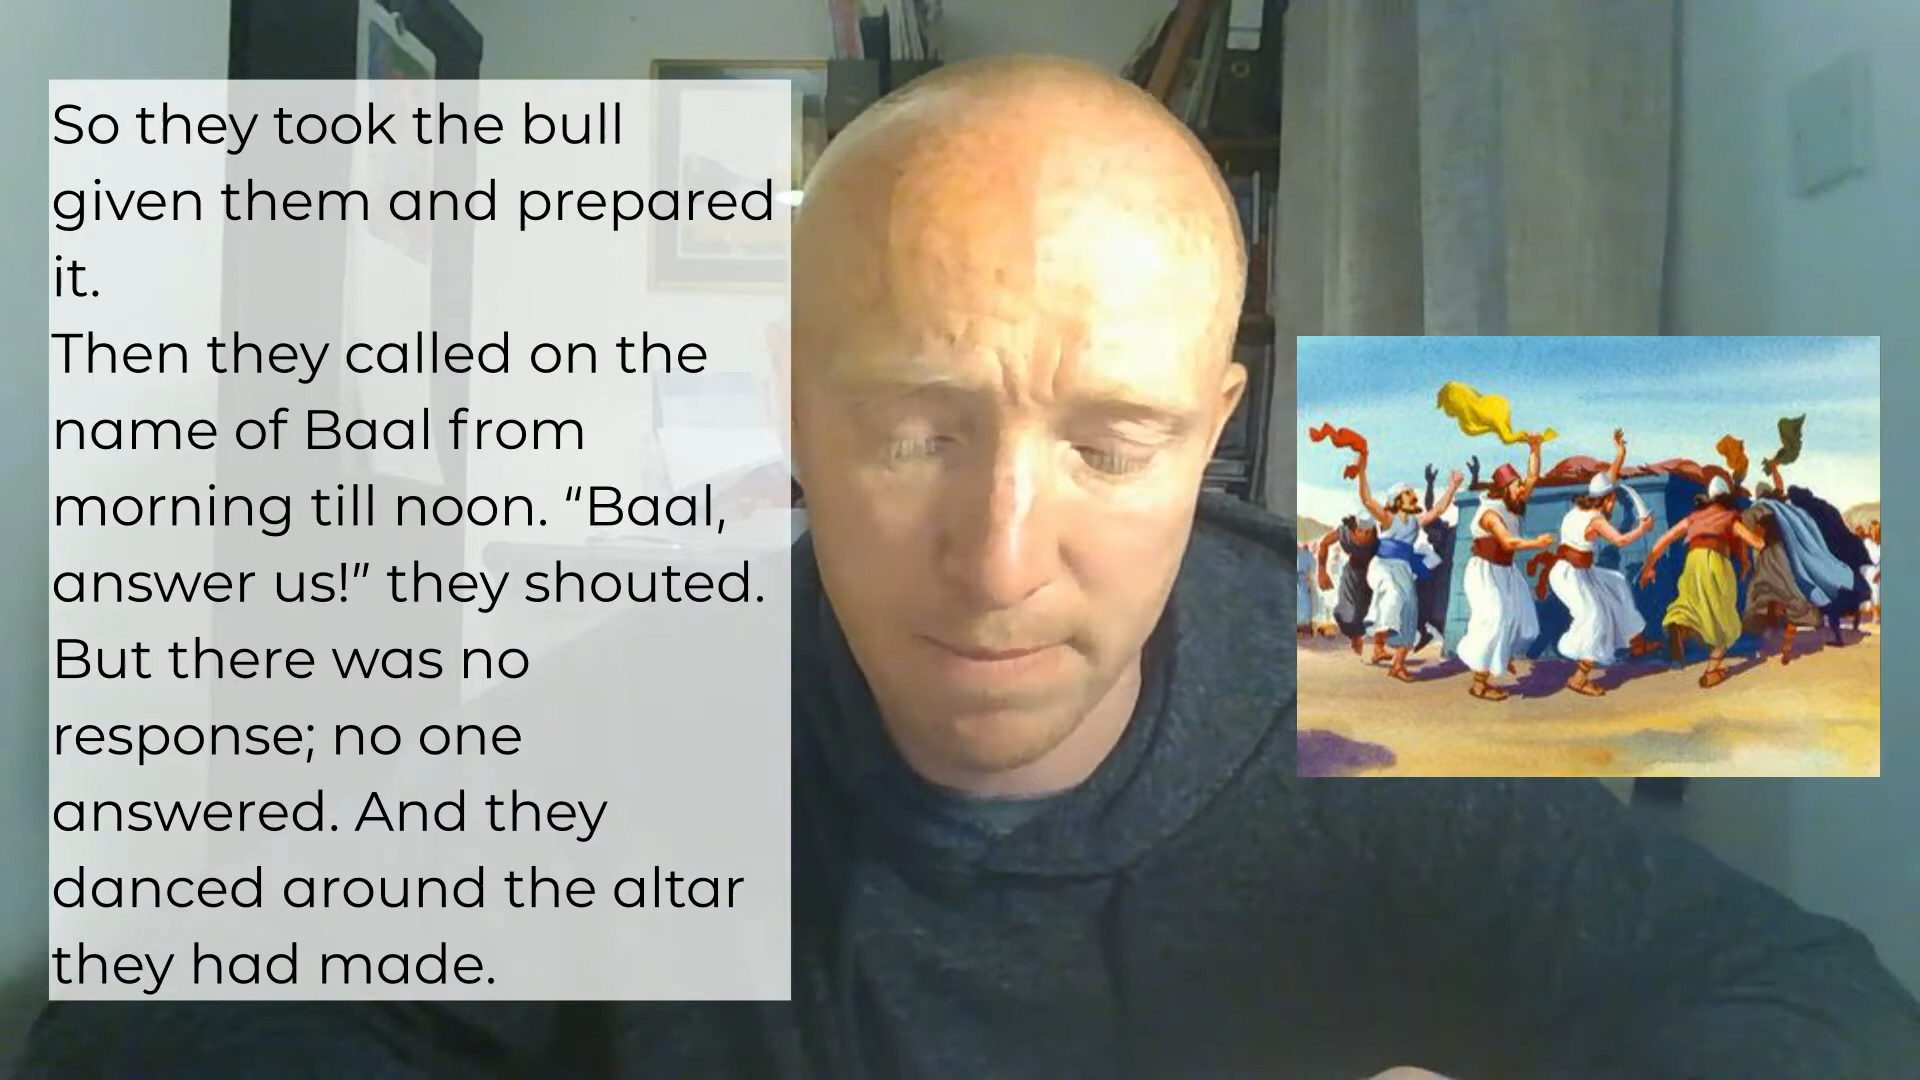 So they took the bull
given them and prepared
it.
Then they called on the
name of Baal from
morning till noon. “Baal,
answer us!” they shouted.
But there was no
response; no one
answered. And they
danced around the altar
they had made.